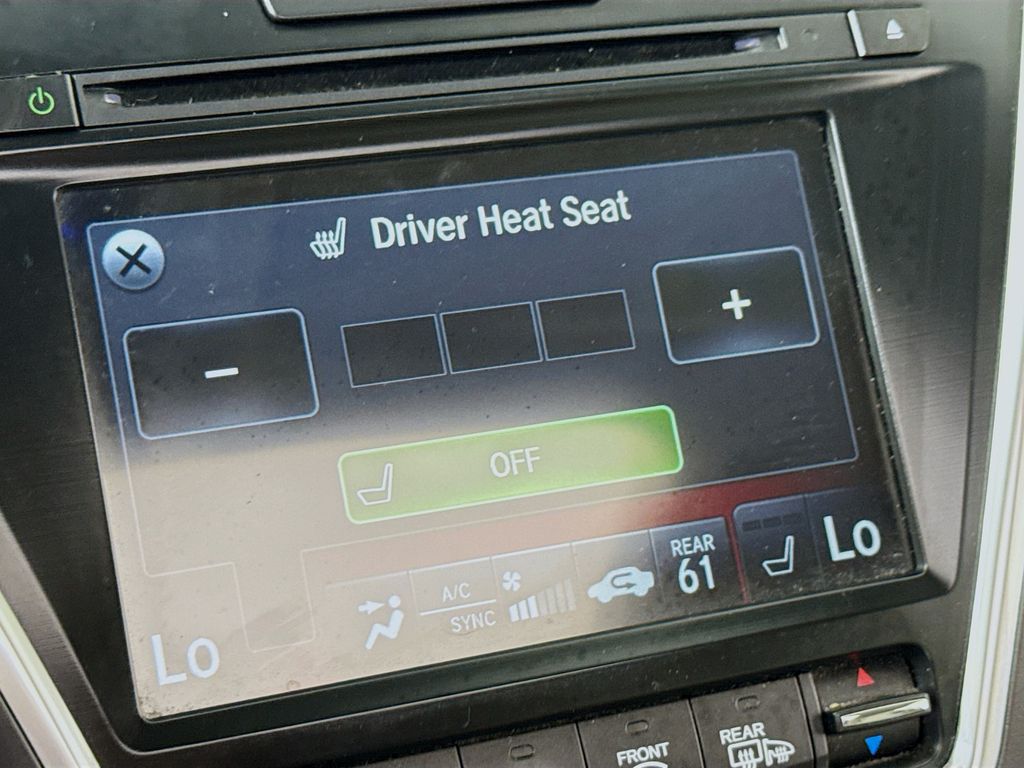 Driver Heat Seat
-
+
OFF
Lo
A/C
SYNC
REAR
61
Lo
FRONT
REAR